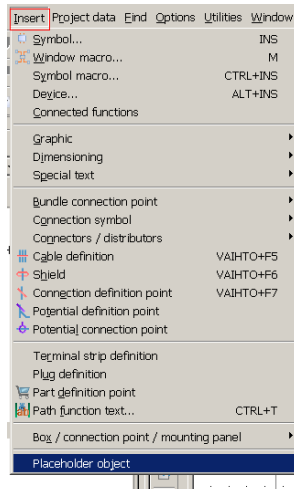 Insert Project data Find Options Utilities Window
Symbol... INS
Window macro... M
Symbol macro... CTRL+INS
Device... ALT+INS
Connected functions
Graphic
Dimensioning
Special text
Bundle connection point
Connection symbol
Connectors / distributors
Cable definition VAIHTO+F5
Shield VAIHTO+F6
Connection definition point VAIHTO+F7
Potential definition point
Potential connection point
Terminal strip definition
Plug definition
Part definition point
Path function text... CTRL+T
Box / connection point / mounting panel
Placeholder object